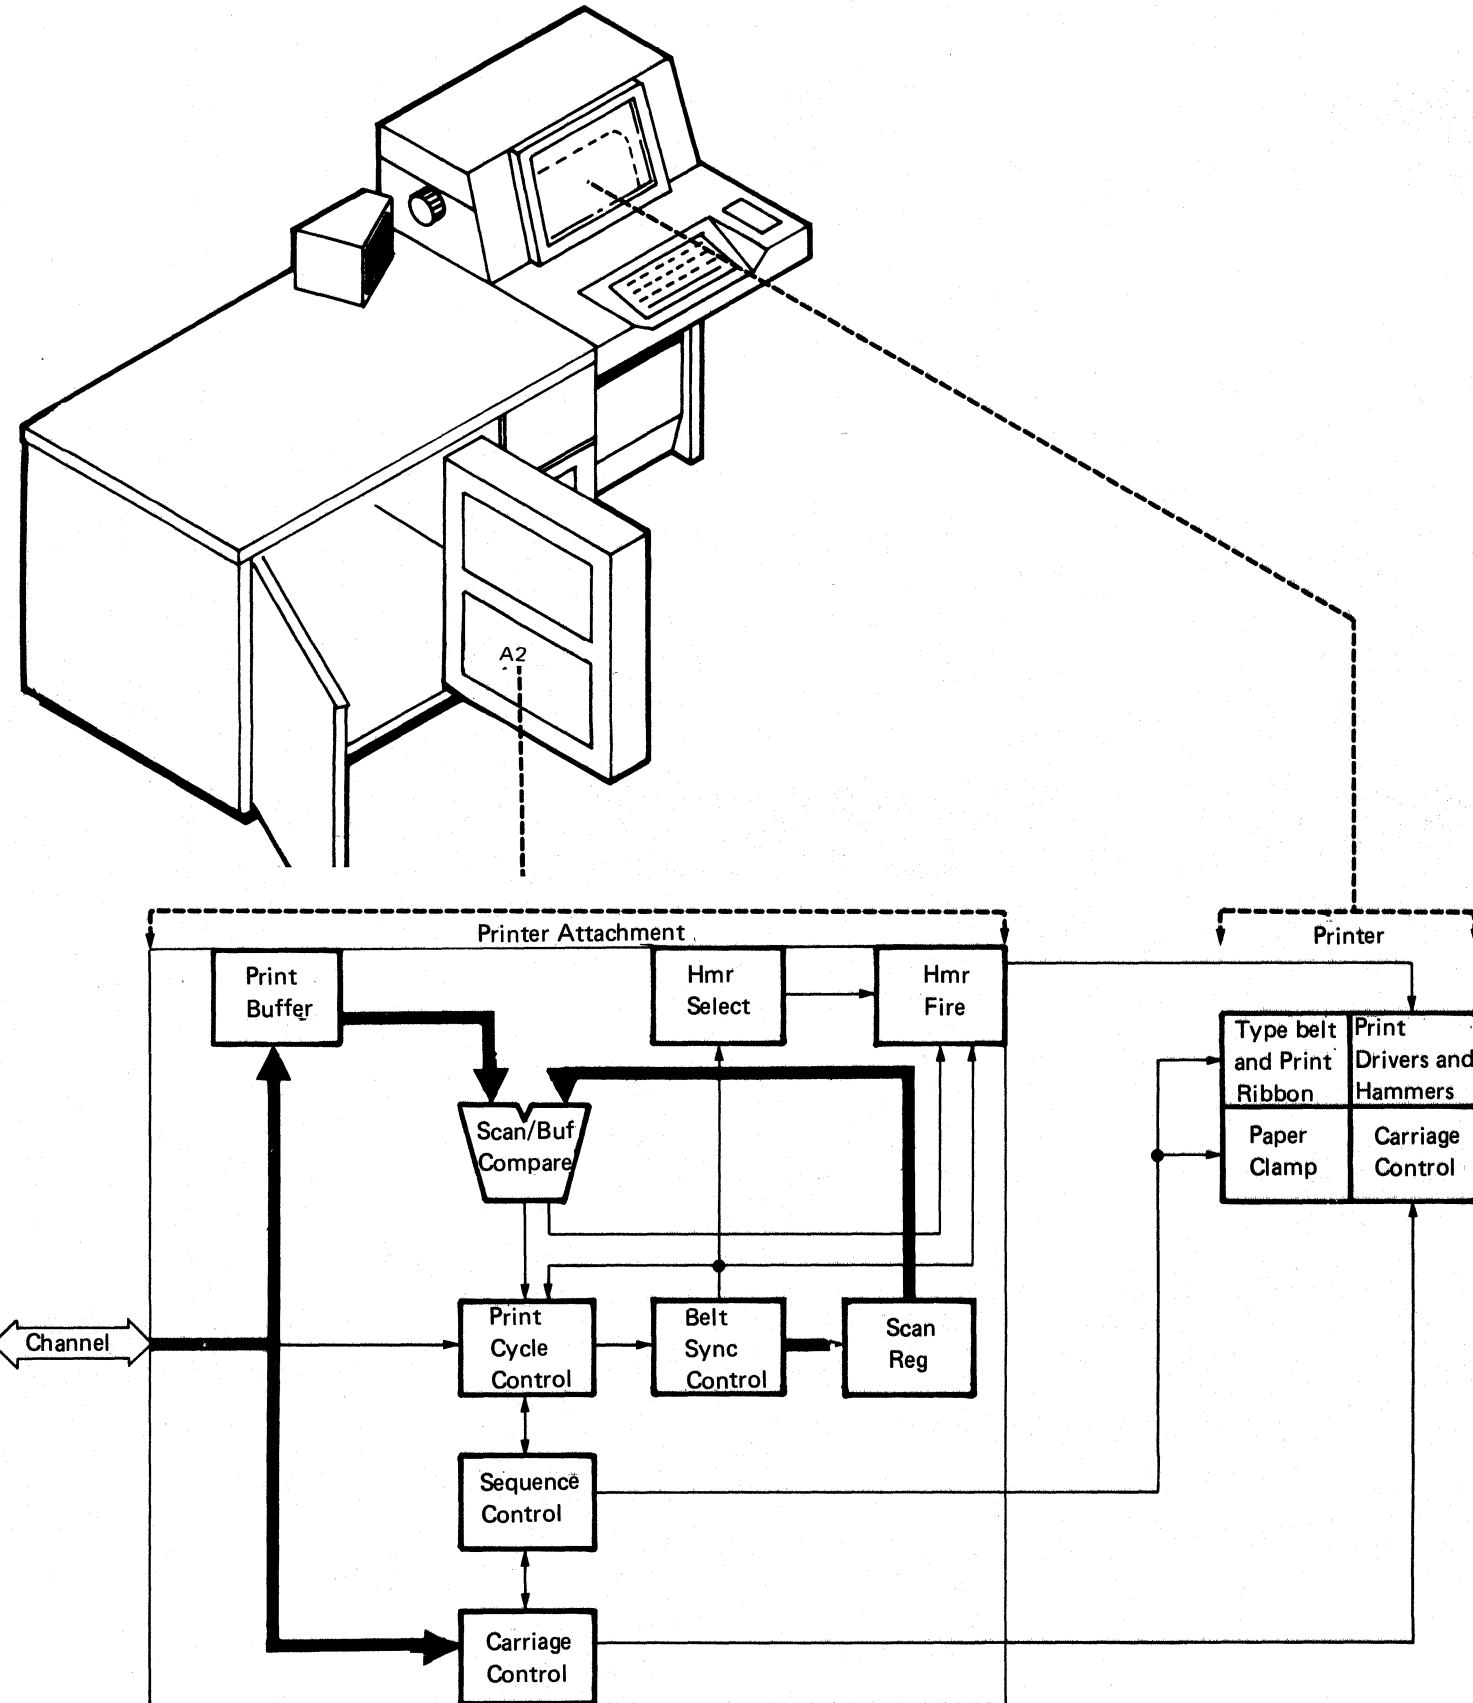 A2
Printer Attachment
Printer
Print
Buffer
Hmr
Select
Hmr
Fire
Type belt
and Print
Ribbon
Print
Drivers and
Hammers
Scan/Buf
Compare
Paper
Clamp
Carriage
Control
Channel
Print
Cycle
Control
Belt
Sync
Control
Scan
Reg
Sequence
Control
Carriage
Control